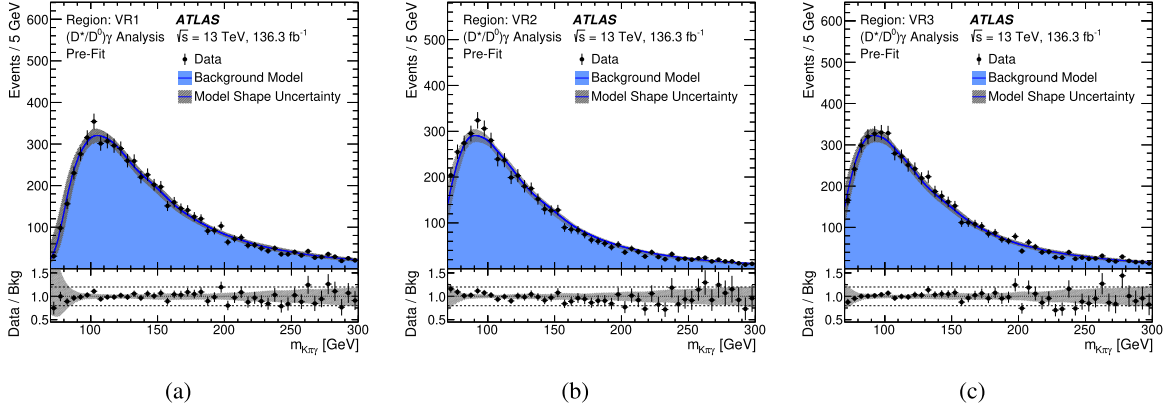 Events / 5 GeV
600
500
400
300
200
100
Region: VR1 ATLAS
(D*/D⁰)γ Analysis √s = 13 TeV, 136.3 fb⁻¹
Pre-Fit
Data
Background Model
Model Shape Uncertainty
Data / Bkg
1.5
1.0
0.5
100 150 200 250 300
m_Kπγ [GeV]
(a)
Events / 5 GeV
500
400
300
200
100
Region: VR2 ATLAS
(D*/D⁰)γ Analysis √s = 13 TeV, 136.3 fb⁻¹
Pre-Fit
Data
Background Model
Model Shape Uncertainty
Data / Bkg
1.5
1.0
0.5
100 150 200 250 300
m_Kπγ [GeV]
(b)
Events / 5 GeV
600
500
400
300
200
100
Region: VR3 ATLAS
(D*/D⁰)γ Analysis √s = 13 TeV, 136.3 fb⁻¹
Pre-Fit
Data
Background Model
Model Shape Uncertainty
Data / Bkg
1.5
1.0
0.5
100 150 200 250 300
m_Kπγ [GeV]
(c)